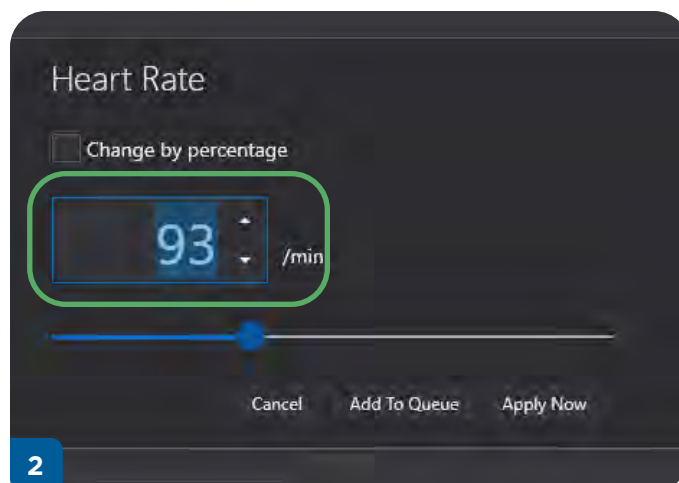 Heart Rate
Change by percentage
93 /min
Cancel Add To Queue Apply Now
2